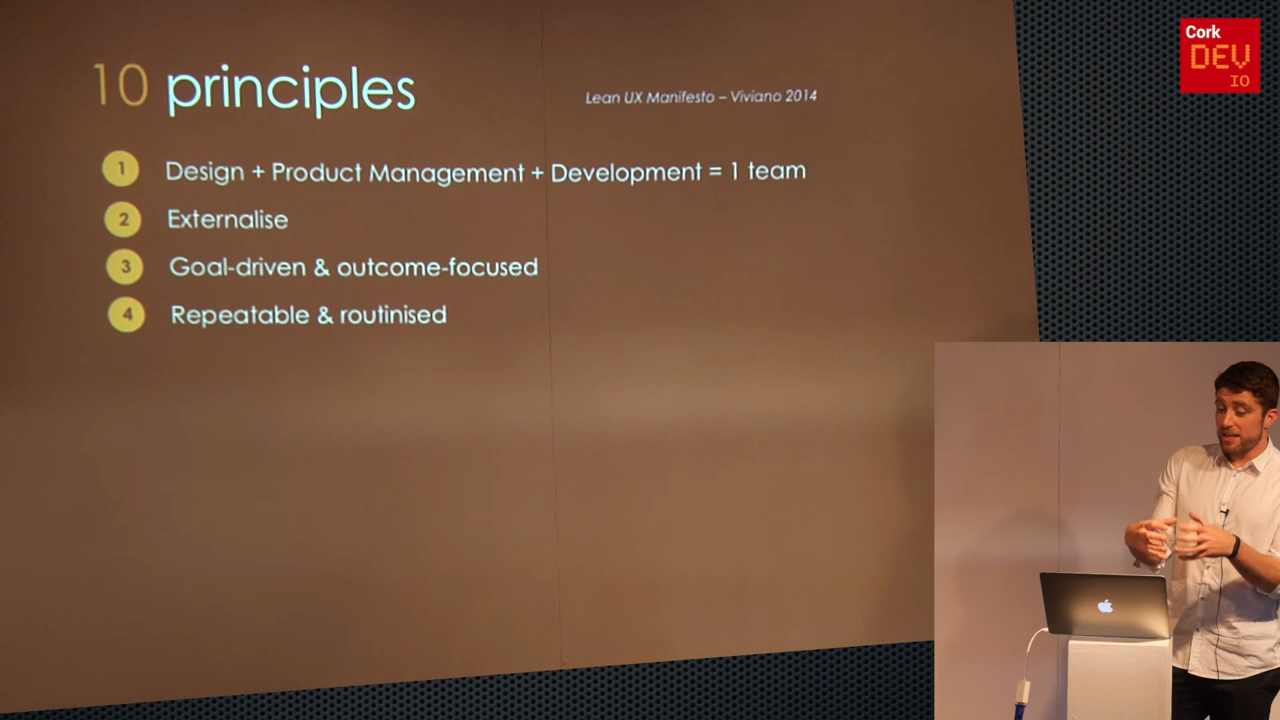 10 principles
Lean UX Manifesto – Viviano 2014
1 Design + Product Management + Development = 1 team
2 Externalise
3 Goal-driven & outcome-focused
4 Repeatable & routinised
Cork
DEV
IO